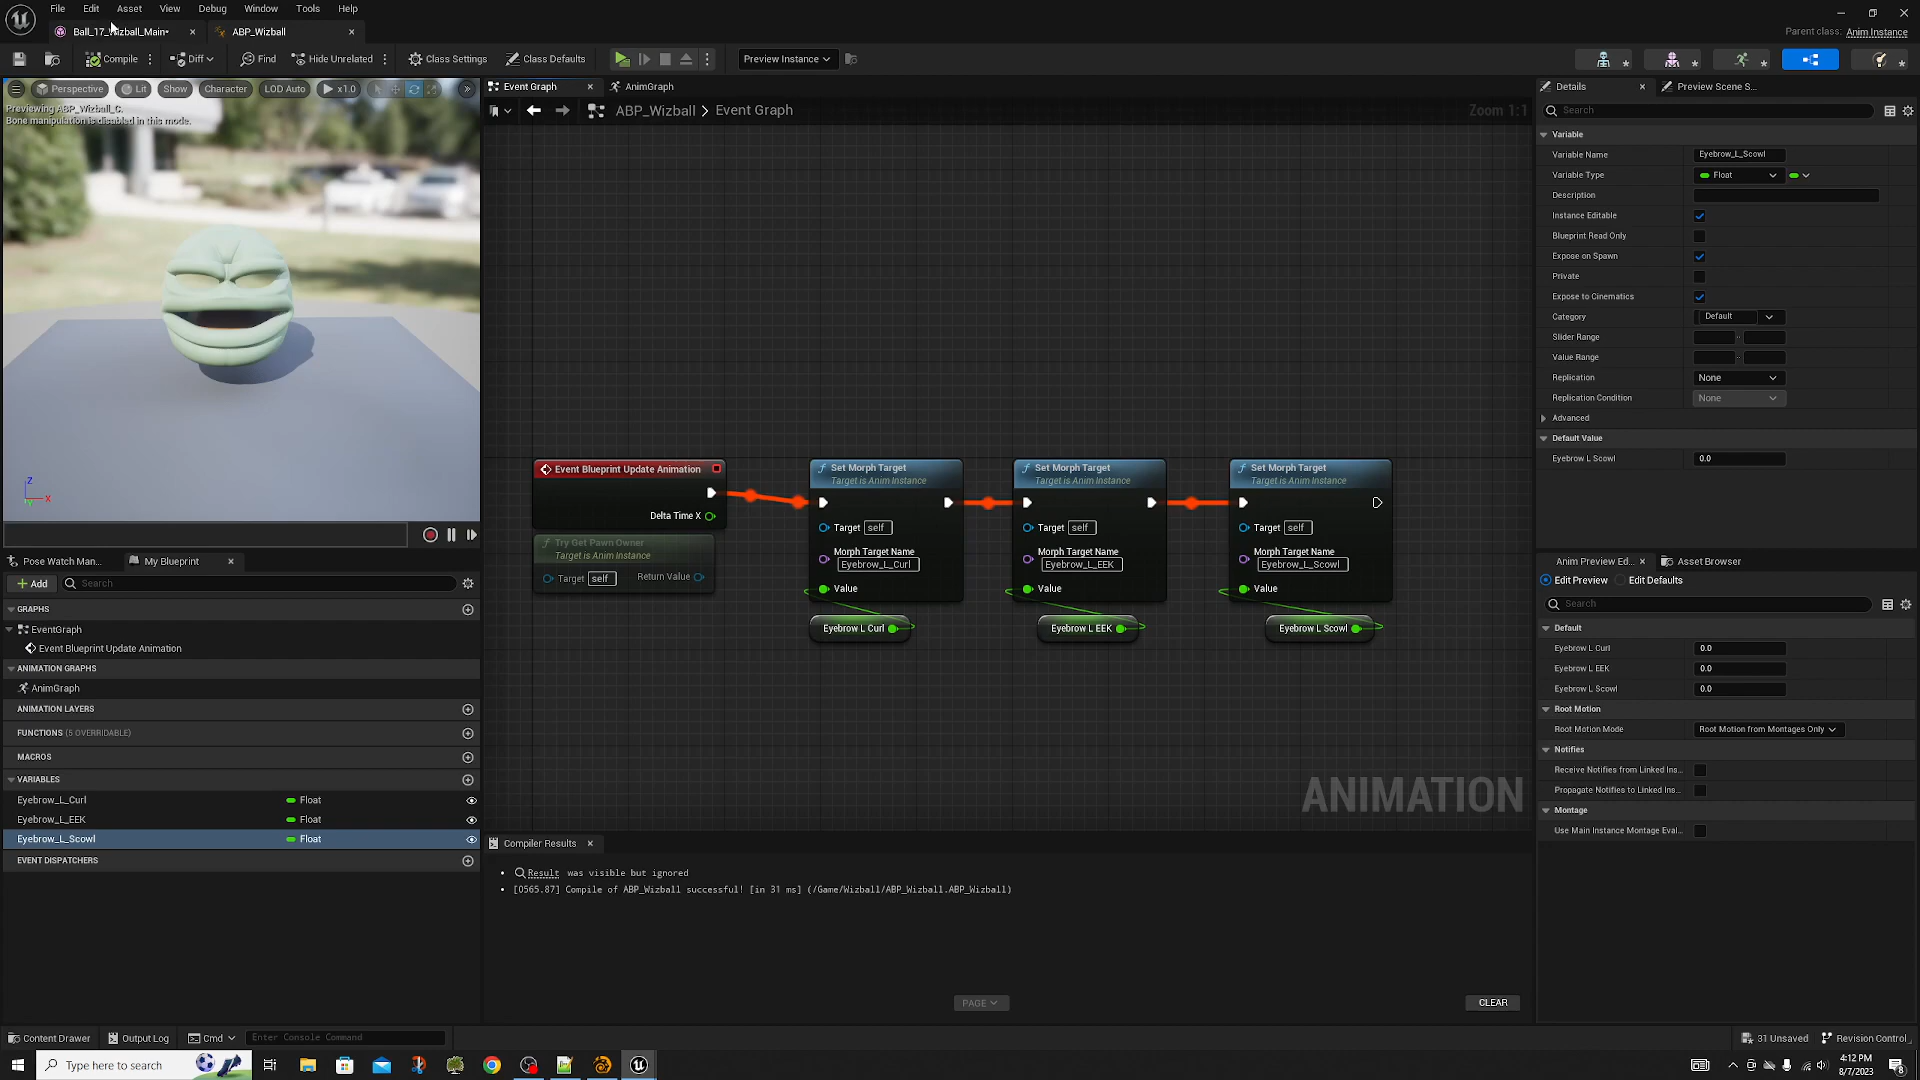 File Edit Asset View Debug Window Tools Help
Ball_17_Wizball_Main* ABP_Wizball
Parent class: Anim Instance
Compile Diff Find Hide Unrelated Class Settings Class Defaults Preview Instance
Perspective Lit Show Character LOD Auto x1.0
Previewing ABP_Wizball_C.
Bone manipulation is disabled in this mode.
Z
X
Event Graph AnimGraph
ABP_Wizball > Event Graph
Zoom 1:1
Event Blueprint Update Animation
Delta Time X
Try Get Pawn Owner
Target is Anim Instance
Target self Return Value
Set Morph Target
Target is Anim Instance
Target self
Morph Target Name
Eyebrow_L_Curl
Value
Eyebrow L Curl
Set Morph Target
Target is Anim Instance
Target self
Morph Target Name
Eyebrow_L_EEK
Value
Eyebrow L EEK
Set Morph Target
Target is Anim Instance
Target self
Morph Target Name
Eyebrow_L_Scowl
Value
Eyebrow L Scowl
ANIMATION
Pose Watch Man... My Blueprint
Add Search
GRAPHS
EventGraph
Event Blueprint Update Animation
ANIMATION GRAPHS
AnimGraph
ANIMATION LAYERS
FUNCTIONS (5 OVERRIDABLE)
MACROS
VARIABLES
Eyebrow_L_Curl Float
Eyebrow_L_EEK Float
Eyebrow_L_Scowl Float
EVENT DISPATCHERS
Compiler Results
Result was visible but ignored
[0565.87] Compile of ABP_Wizball successful! [in 31 ms] (/Game/Wizball/ABP_Wizball.ABP_Wizball)
PAGE
CLEAR
Details Preview Scene S...
Search
Variable
Variable Name Eyebrow_L_Scowl
Variable Type Float
Description
Instance Editable
Blueprint Read Only
Expose on Spawn
Private
Expose to Cinematics
Category Default
Slider Range
Value Range
Replication None
Replication Condition None
Advanced
Default Value
Eyebrow L Scowl 0.0
Anim Preview Ed... Asset Browser
Edit Preview Edit Defaults
Search
Default
Eyebrow L Curl 0.0
Eyebrow L EEK 0.0
Eyebrow L Scowl 0.0
Root Motion
Root Motion Mode Root Motion from Montages Only
Notifies
Receive Notifies from Linked Ins...
Propagate Notifies to Linked Ins...
Montage
Use Main Instance Montage Eval...
Content Drawer Output Log Cmd Enter Console Command
31 Unsaved Revision Control
Type here to search
4:12 PM
8/7/2023
8